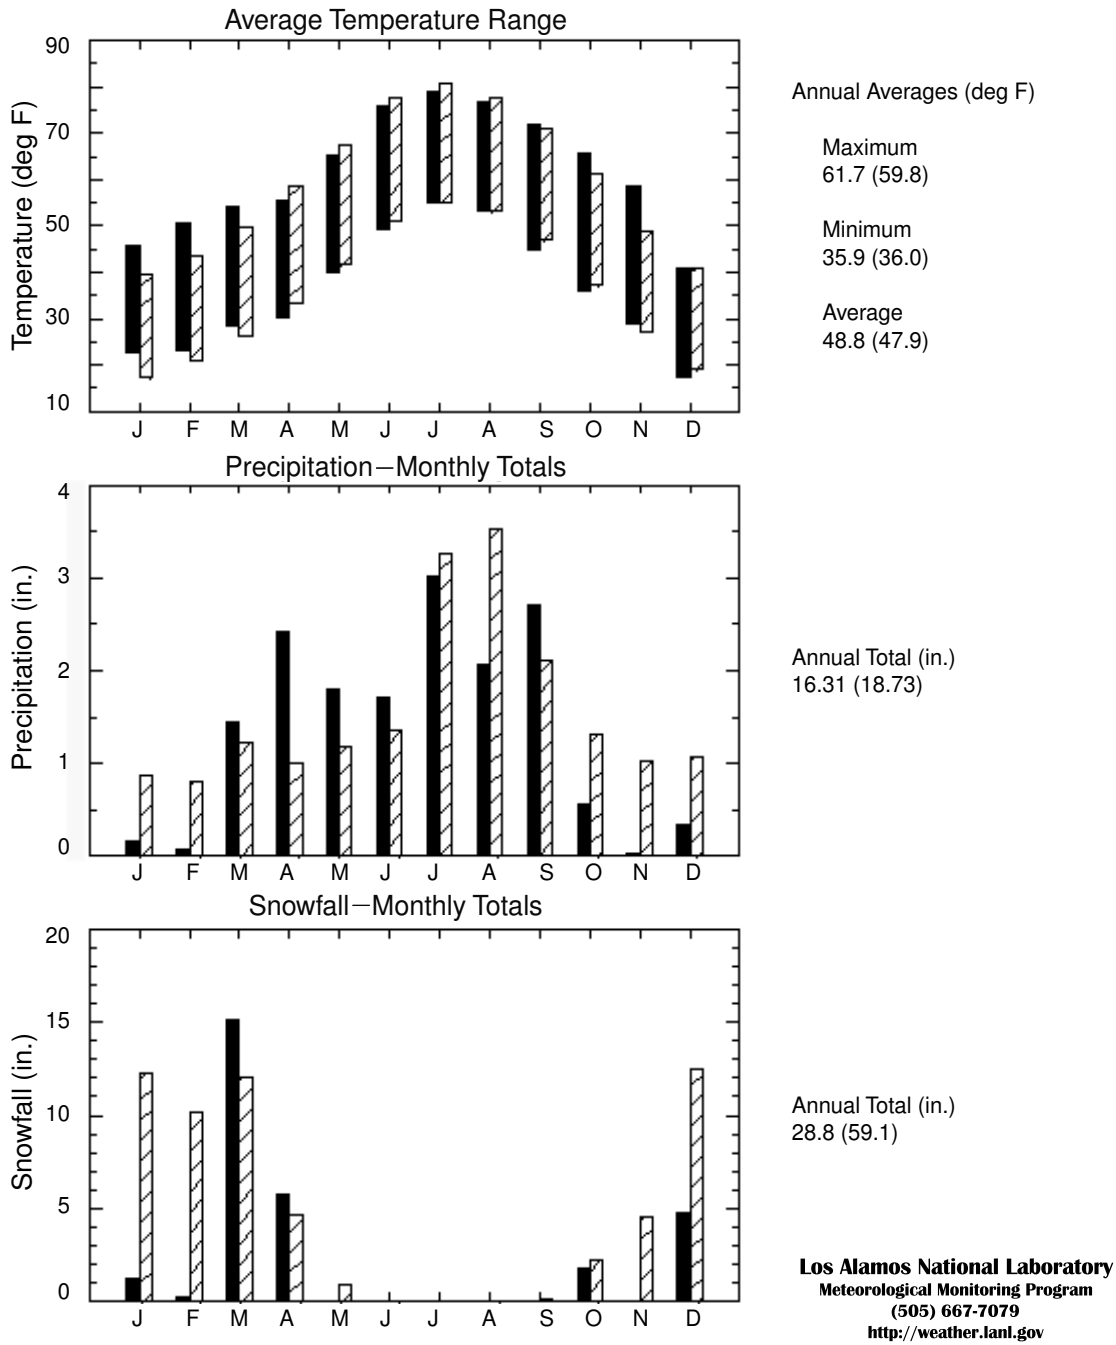 Average Temperature Range
Temperature (deg F)
90
70
50
30
10
J F M A M J J A S O N D
Annual Averages (deg F)
Maximum
61.7 (59.8)
Minimum
35.9 (36.0)
Average
48.8 (47.9)
Precipitation—Monthly Totals
Precipitation (in.)
4
3
2
1
0
J F M A M J J A S O N D
Annual Total (in.)
16.31 (18.73)
Snowfall—Monthly Totals
Snowfall (in.)
20
15
10
5
0
J F M A M J J A S O N D
Annual Total (in.)
28.8 (59.1)
Los Alamos National Laboratory
Meteorological Monitoring Program
(505) 667-7079
http://weather.lanl.gov